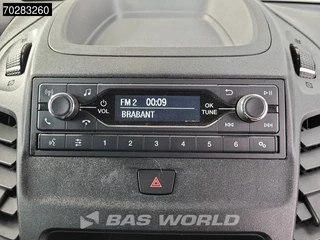 70283260
FM 2 00:09
OK
VOL
TUNE
BRABANT
1 2 3 4 5 6
BAS WORLD